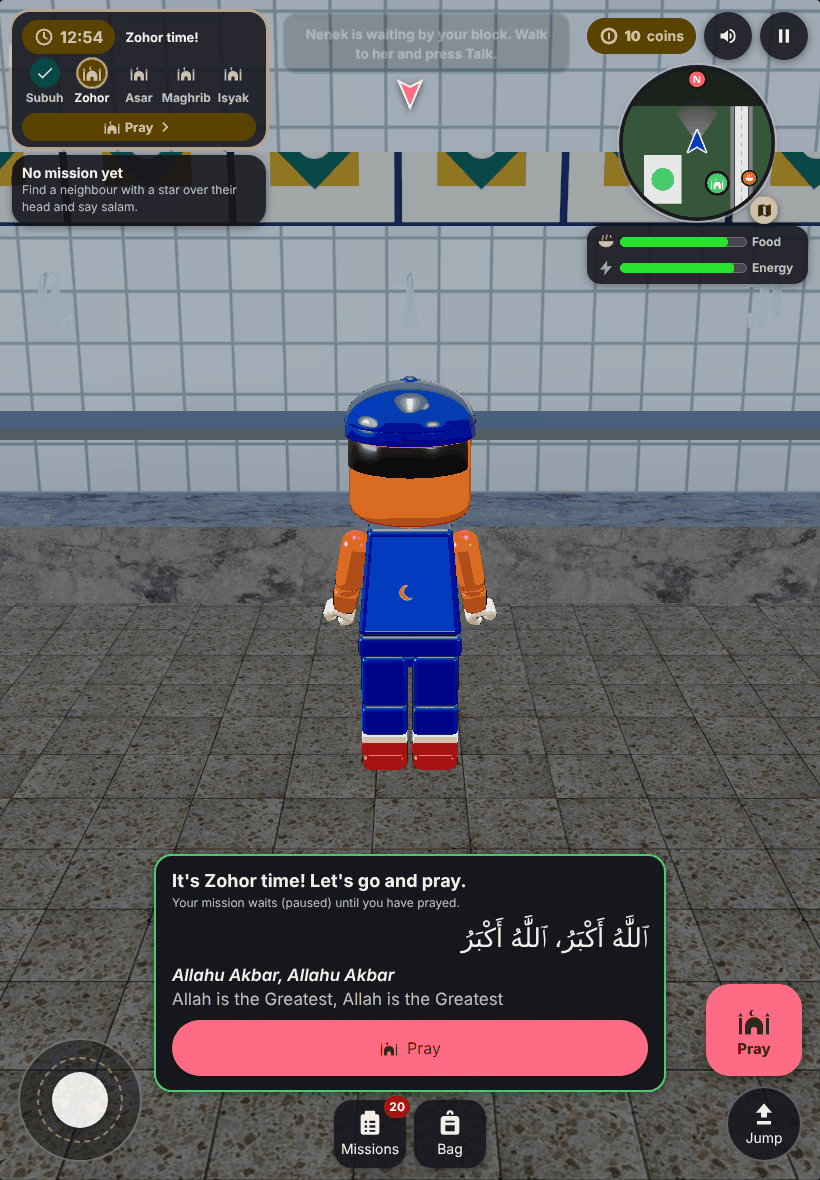 12:54 Zohor time!
Subuh Zohor Asar Maghrib Isyak
Pray
No mission yet
Find a neighbour with a star over their
head and say salam.
Nenek is waiting by your block. Walk
to her and press Talk.
10 coins
N
Food
Energy
It's Zohor time! Let's go and pray.
Your mission waits (paused) until you have prayed.
ٱللَّٰهُ أَكْبَرُ، ٱللَّٰهُ أَكْبَرُ
Allahu Akbar, Allahu Akbar
Allah is the Greatest, Allah is the Greatest
Pray
Pray
20
Missions
Bag
Jump